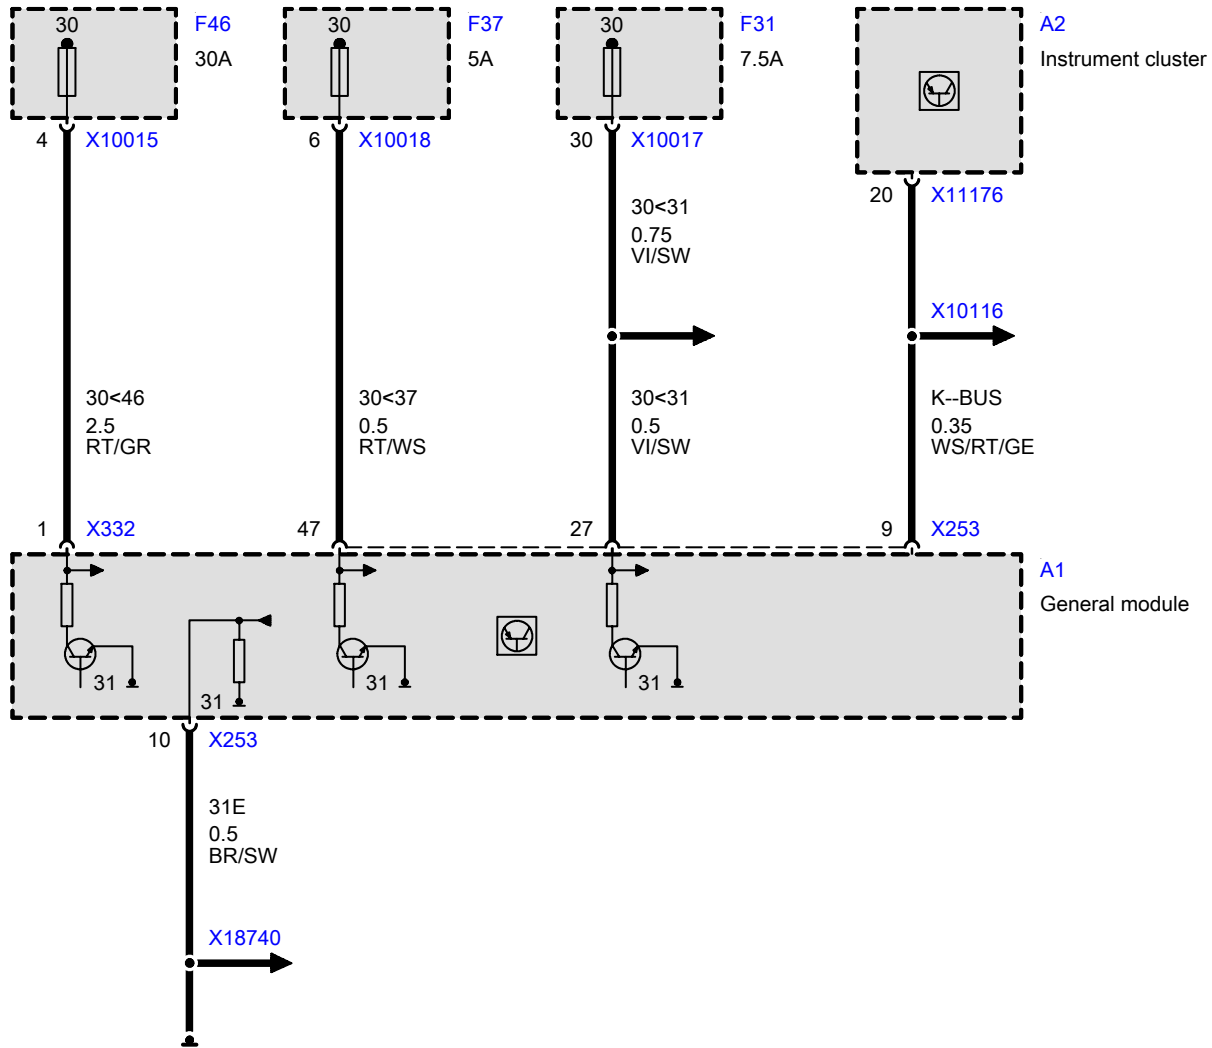 30
F46
30A
4
X10015
30<46
2.5
RT/GR
1
X332
30
F37
5A
6
X10018
30<37
0.5
RT/WS
47
30
F31
7.5A
30
X10017
30<31
0.75
VI/SW
30<31
0.5
VI/SW
27
A2
Instrument cluster
20
X11176
X10116
K--BUS
0.35
WS/RT/GE
9
X253
A1
General module
31
31
31
31
10
X253
31E
0.5
BR/SW
X18740